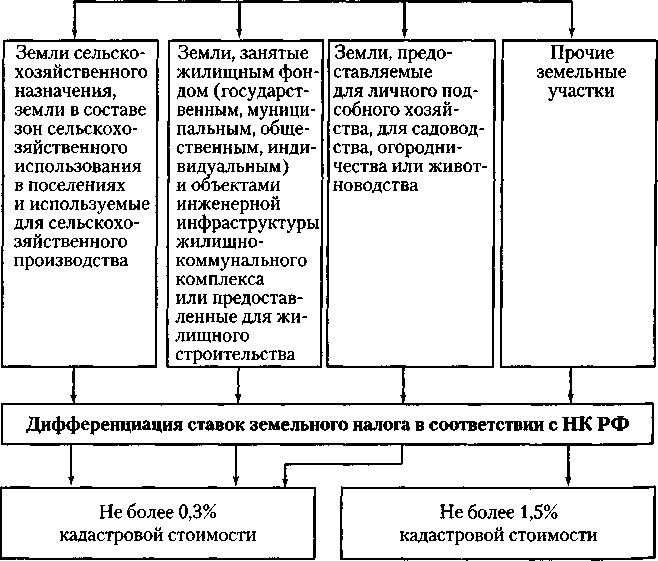 Земли сельско-
хозяйственного
назначения,
земли в составе
зон сельскохо-
зяйственного
использования
в поселениях
и используемые
для сельскохо-
зяйственного
производства
Земли, занятые
жилищным фон-
дом (государст-
венным, муници-
пальным, обще-
ственным, инди-
видуальным)
и объектами
инженерной
инфраструктуры
жилищно-
коммунального
комплекса
или предостав-
ленные для жи-
лищного
строительства
Земли, предо-
ставляемые
для личного под-
собного хозяй-
ства, для садовод-
ства, огородни-
чества или живот-
новодства
Прочие
земельные
участки
Дифференциация ставок земельного налога в соответствии с НК РФ
Не более 0,3%
кадастровой стоимости
Не более 1,5%
кадастровой стоимости